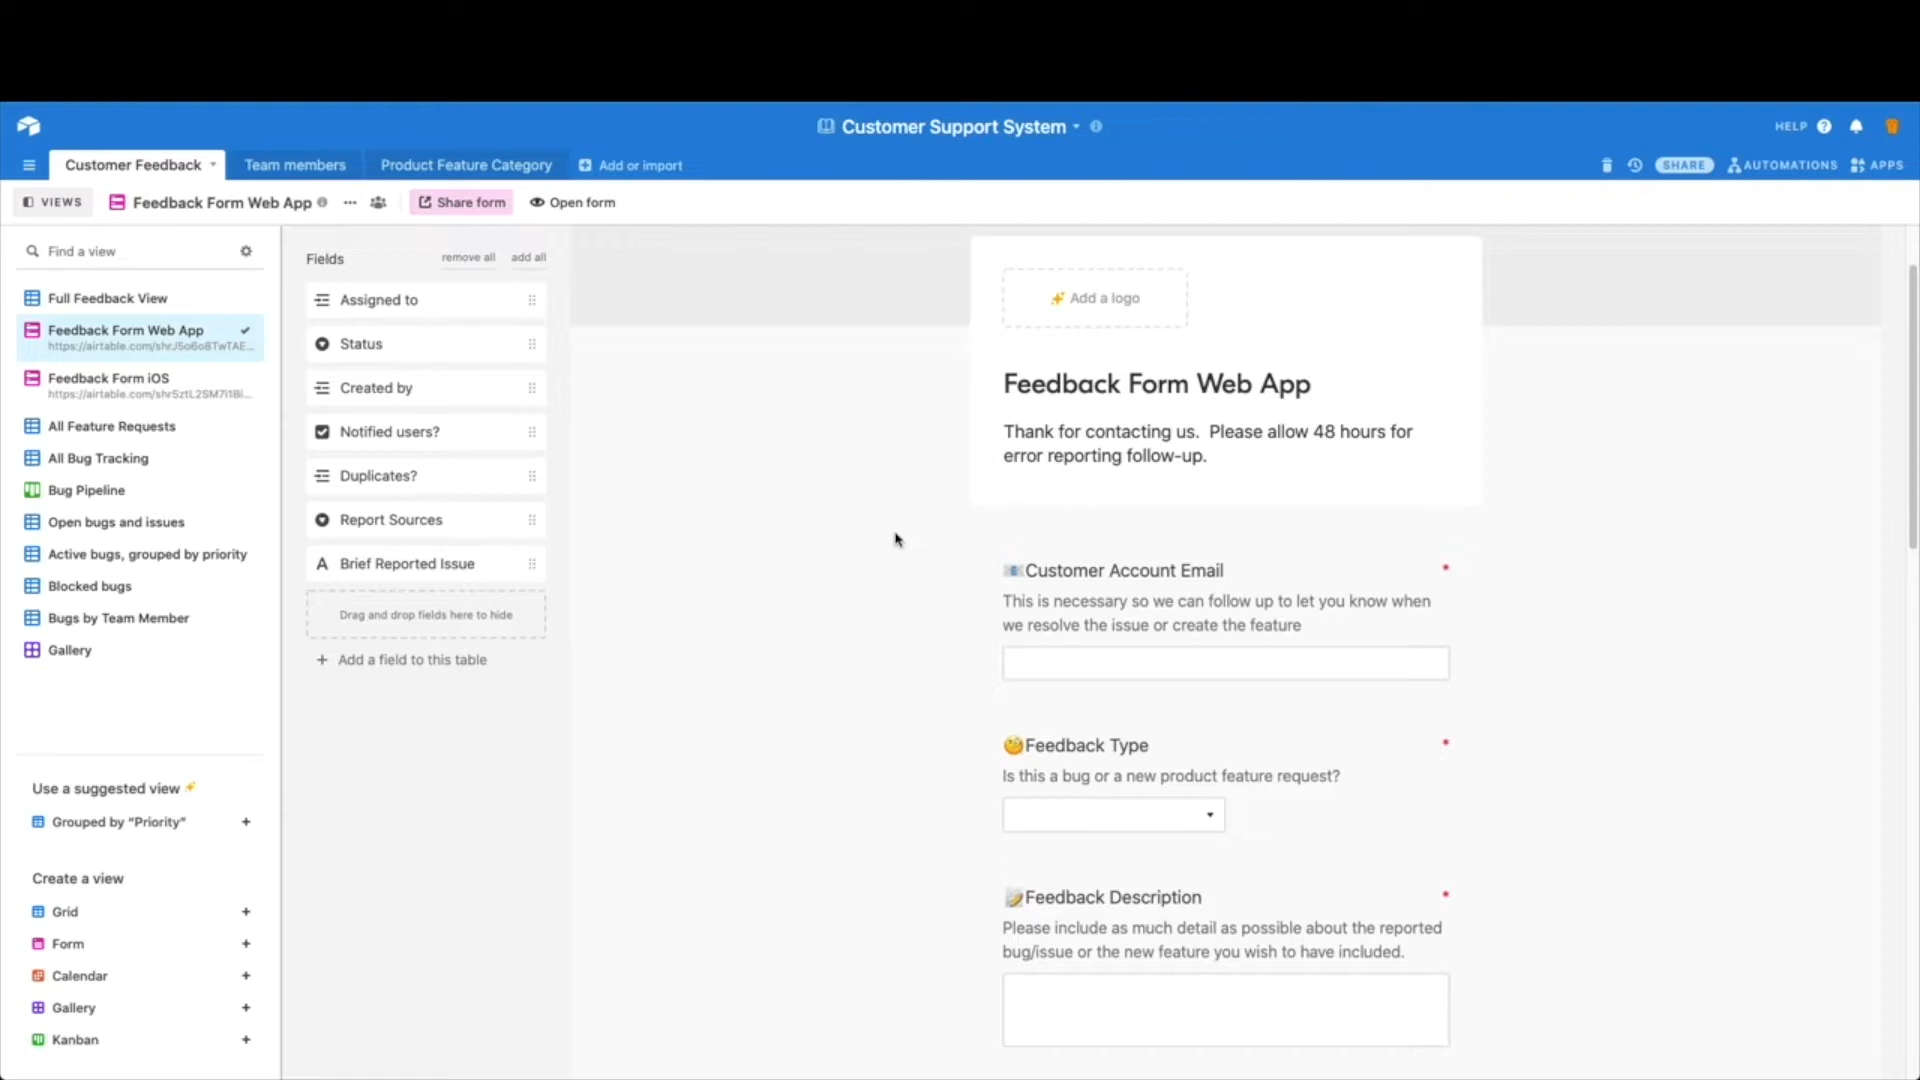 Customer Support System
HELP
Customer Feedback
Team members
Product Feature Category
Add or import
SHARE
AUTOMATIONS
APPS
VIEWS
Feedback Form Web App
Share form
Open form
Find a view
Full Feedback View
Feedback Form Web App
https://airtable.com/shrJ5o6o8TwTAE...
Feedback Form iOS
https://airtable.com/shr5ztL2SM7i1Bi...
All Feature Requests
All Bug Tracking
Bug Pipeline
Open bugs and issues
Active bugs, grouped by priority
Blocked bugs
Bugs by Team Member
Gallery
Use a suggested view
Grouped by “Priority”
Create a view
Grid
Form
Calendar
Gallery
Kanban
Fields
remove all
add all
Assigned to
Status
Created by
Notified users?
Duplicates?
Report Sources
A Brief Reported Issue
Drag and drop fields here to hide
+ Add a field to this table
Add a logo
Feedback Form Web App
Thank for contacting us. Please allow 48 hours for
error reporting follow-up.
Customer Account Email *
This is necessary so we can follow up to let you know when
we resolve the issue or create the feature
Feedback Type *
Is this a bug or a new product feature request?
Feedback Description *
Please include as much detail as possible about the reported
bug/issue or the new feature you wish to have included.